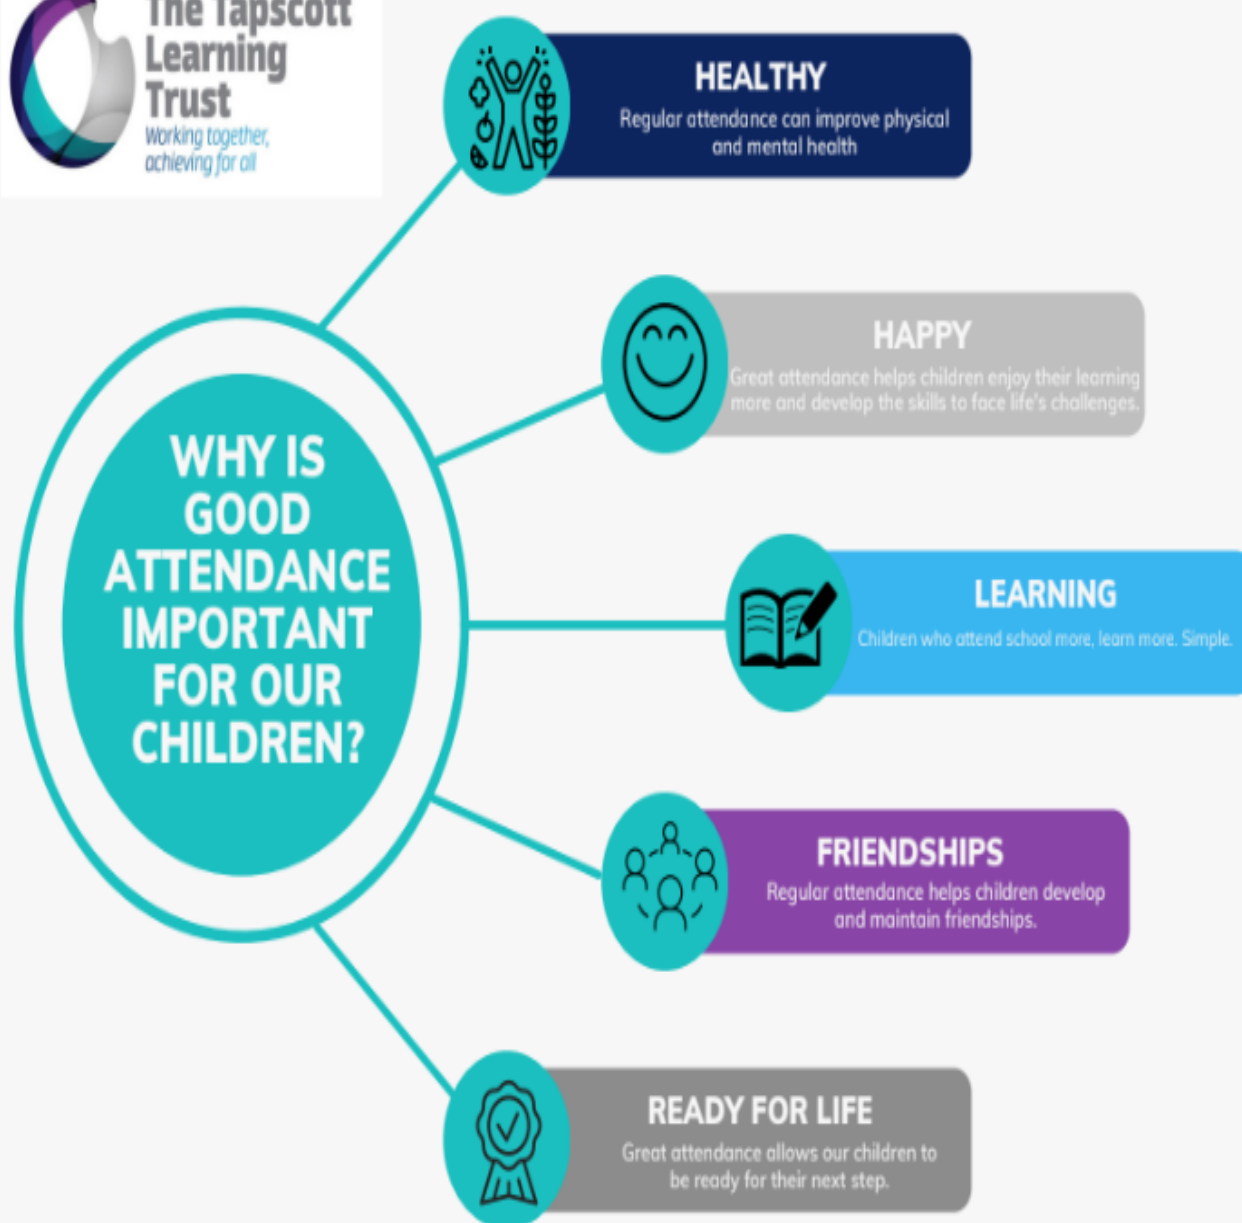 The Tapscott
Learning
Trust
Working together,
achieving for all
HEALTHY
Regular attendance can improve physical
and mental health
HAPPY
Great attendance helps children enjoy their learning
more and develop the skills to face life's challenges.
WHY IS
GOOD
ATTENDANCE
IMPORTANT
FOR OUR
CHILDREN?
LEARNING
Children who attend school more, learn more. Simple.
FRIENDSHIPS
Regular attendance helps children develop
and maintain friendships.
READY FOR LIFE
Great attendance allows our children to
be ready for their next step.